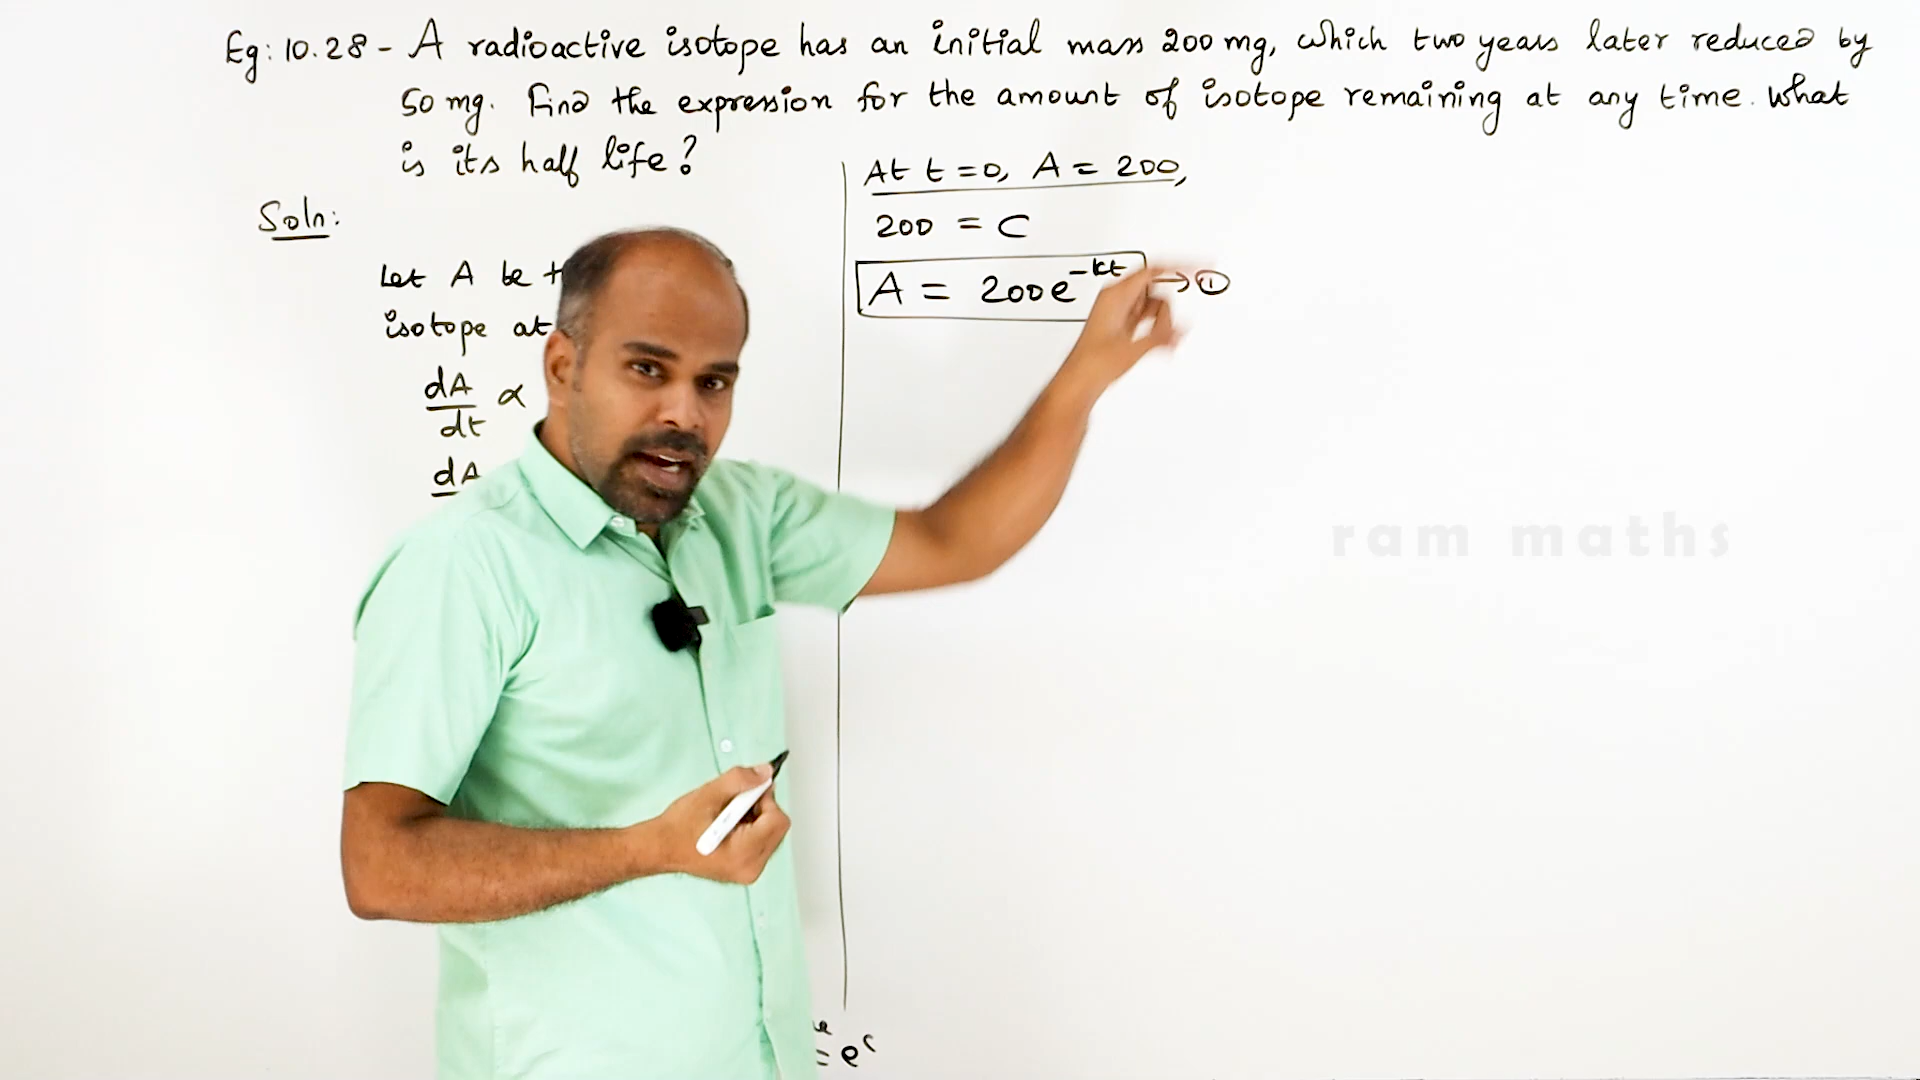 Eg: 10.28 - A radioactive isotope has an initial mass 200 mg, which two years later reduced by
50 mg. Find the expression for the amount of isotope remaining at any time. What
is its half life?
Soln:
Let A be t
isotope at
dA/dt ∝
dA
At t = 0, A = 200,
200 = C
A = 200e^-kt → ①
= e^c
ram maths